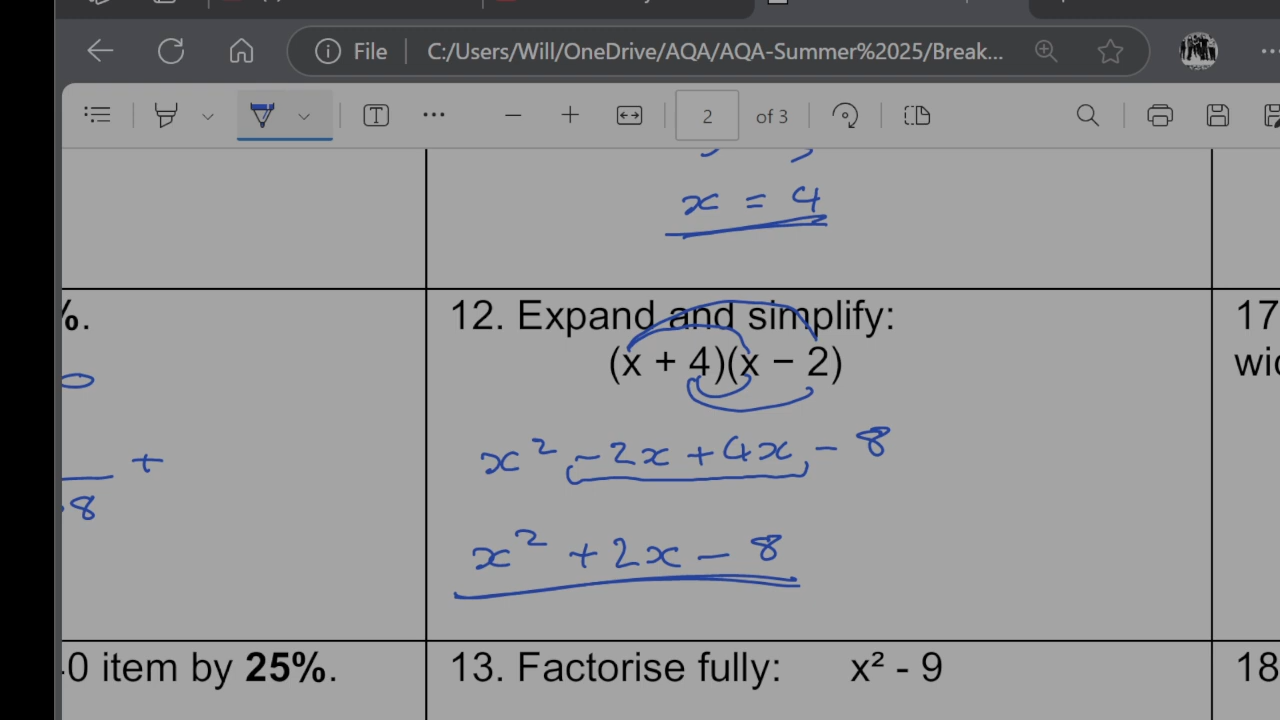 File C:/Users/Will/OneDrive/AQA/AQA-Summer%2025/Break...
2 of 3
x = 4
%.
12. Expand and simplify:
17
(x + 4)(x − 2)
0
x² − 2x + 4x − 8
+
8
x² + 2x − 8
0 item by 25%.
13. Factorise fully: x² - 9
18